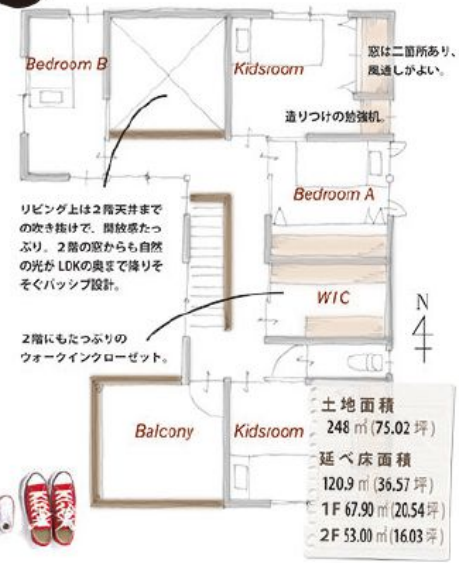 Bedroom B
Kidsroom
窓は二箇所あり、
風通しがよい。
造りつけの勉強机。
Bedroom A
リビング上は2階天井まで
の吹き抜けで、開放感たっ
ぷり。2階の窓からも自然
の光がLDKの奥まで降りそ
そぐパッシブ設計。
WIC
N
2階にもたっぷりの
ウォークインクローゼット。
Balcony
Kidsroom
土地面積
248㎡(75.02坪)
延べ床面積
120.9㎡(36.57坪)
1F 67.90㎡(20.54坪)
2F 53.00㎡(16.03坪)